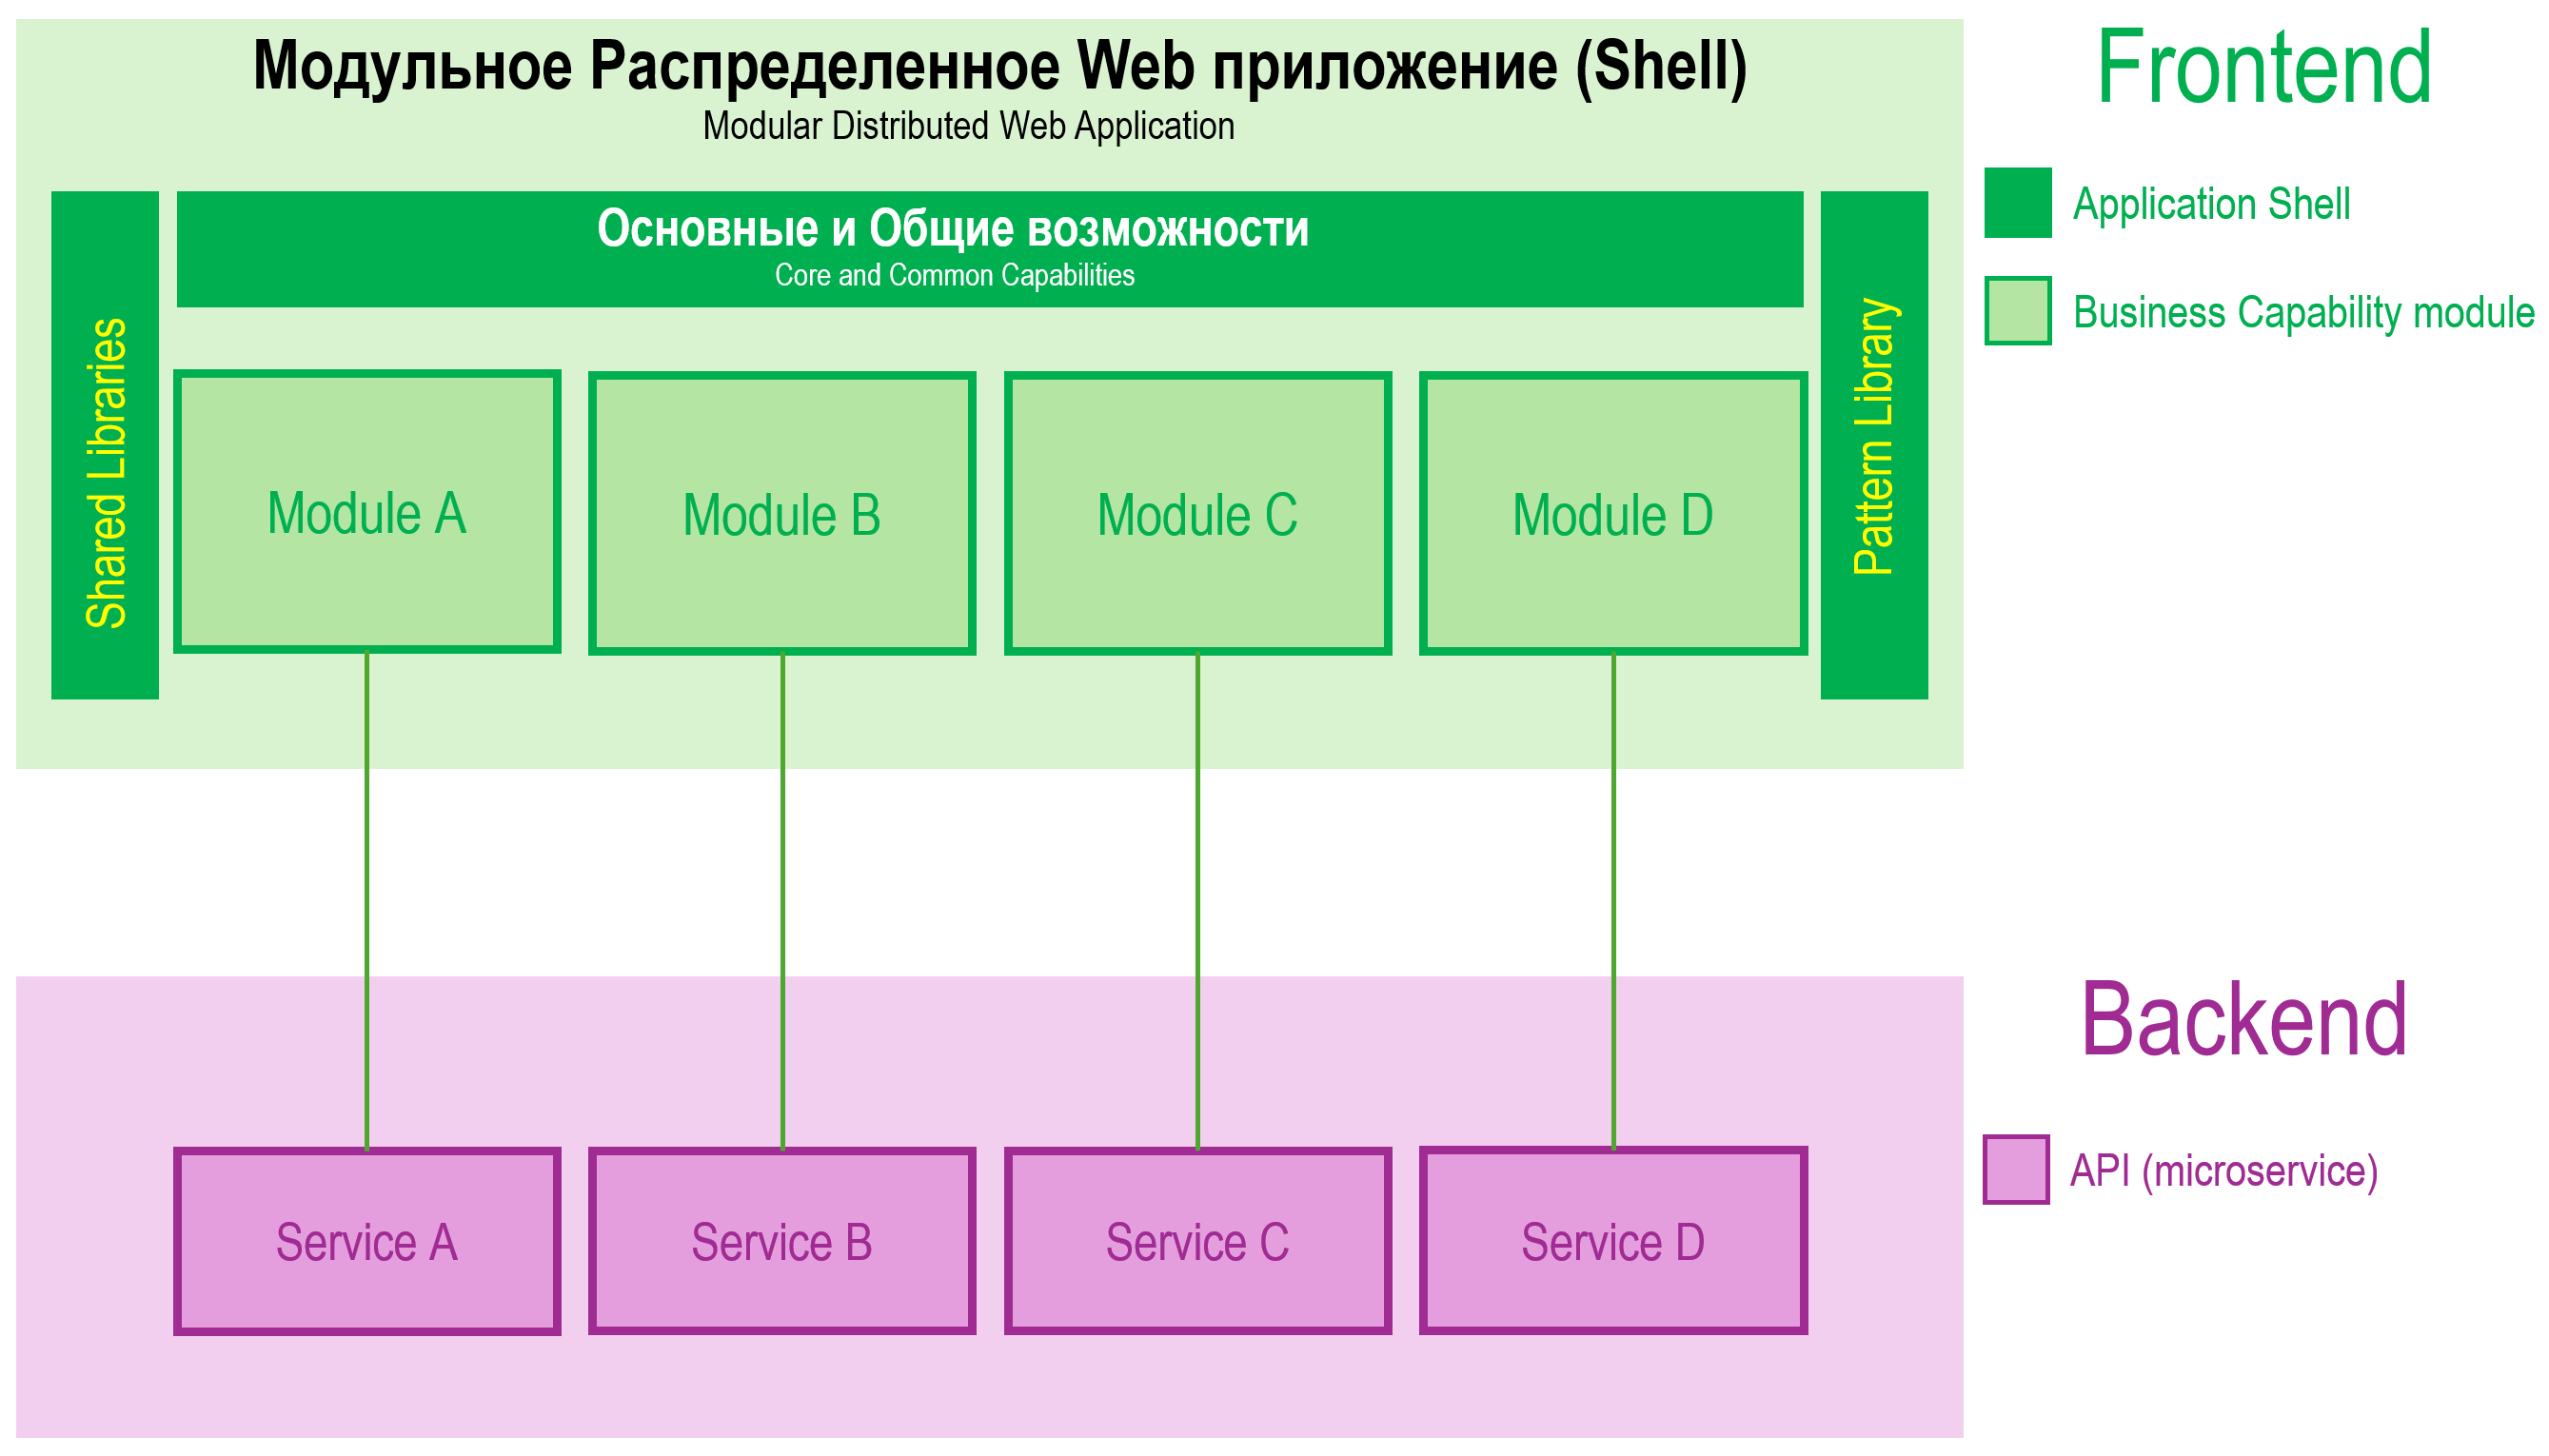 Модульное Распределенное Web приложение (Shell)
Modular Distributed Web Application
Frontend
Application Shell
Business Capability module
Основные и Общие возможности
Core and Common Capabilities
Shared Libraries
Pattern Library
Module A
Module B
Module C
Module D
Backend
API (microservice)
Service A
Service B
Service C
Service D